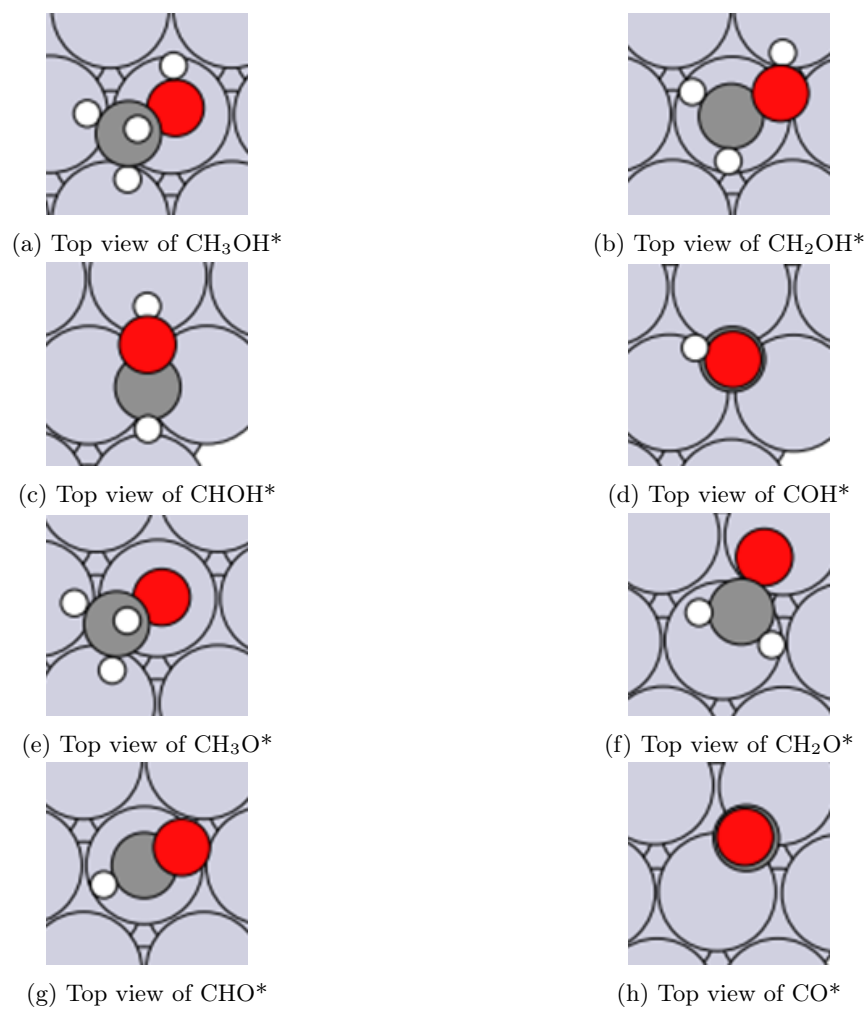 (a) Top view of CH₃OH*
(b) Top view of CH₂OH*
(c) Top view of CHOH*
(d) Top view of COH*
(e) Top view of CH₃O*
(f) Top view of CH₂O*
(g) Top view of CHO*
(h) Top view of CO*